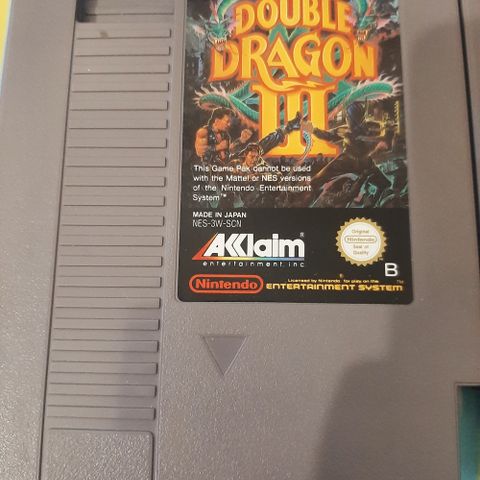 DOUBLE
DRAGON
III
This Game Pak cannot be used
with the Mattel or NES versions
of the Nintendo Entertainment
System™
MADE IN JAPAN
NES-3W-SCN
AKKlaim
entertainment, inc.
Nintendo
Original
Nintendo
Seal of
Quality
B
Licensed by Nintendo for play on the
ENTERTAINMENT SYSTEM
TM